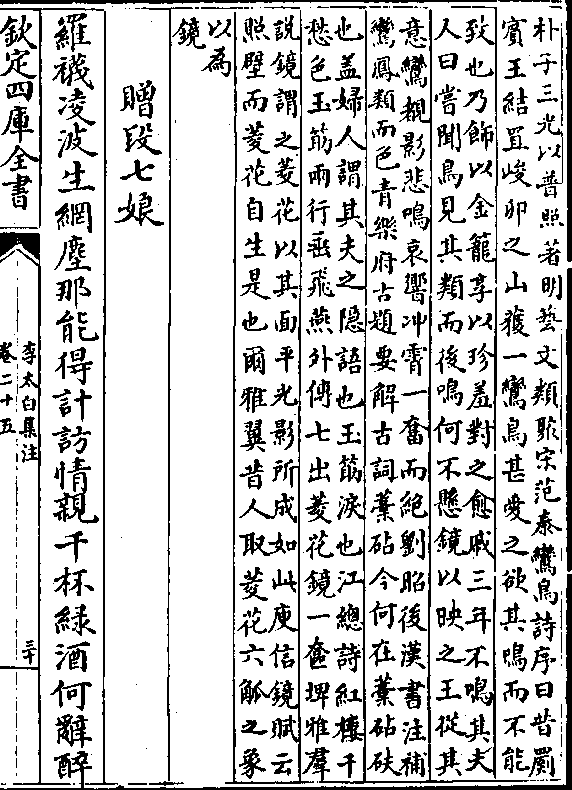 朴子三光以普照著明藝文類聚宋范泰鸞鳥詩序曰昔罽
賓王結罝峻卯之山獲一鸞鳥甚愛之欲其鳴而不能
致也乃飾以金籠享以珍羞對之愈戚三年不鳴其夫
人曰嘗聞鳥見其類而後鳴何不懸鏡以映之王從其
意鸞覩影悲鳴哀響冲霄一奮而絕劉昭後漢書注補
鸞鳳類而色青樂府古題要解古詞藁砧今何在藁砧砆
也盖婦人謂其夫之隠語也玉筯淚也江總詩紅樓千
愁色玉筯兩行垂飛燕外傳七出菱花鏡一奩埤雅羣
說鏡謂之菱花以其面平光影所成如此庾信鏡賦云
照壁而菱花自生是也爾雅翼昔人取菱花六觚之象
以為
鏡
贈段七娘
羅襪凌波生網塵那能得計訪情親千杯緑酒何辭醉
欽定四庫全書
李太白集注
卷二十五
三十